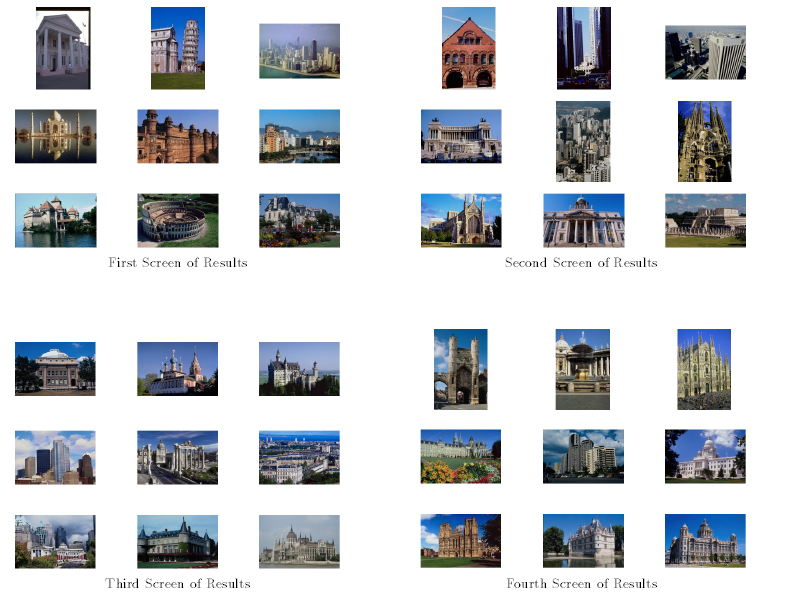 First Screen of Results
Second Screen of Results
Third Screen of Results
Fourth Screen of Results